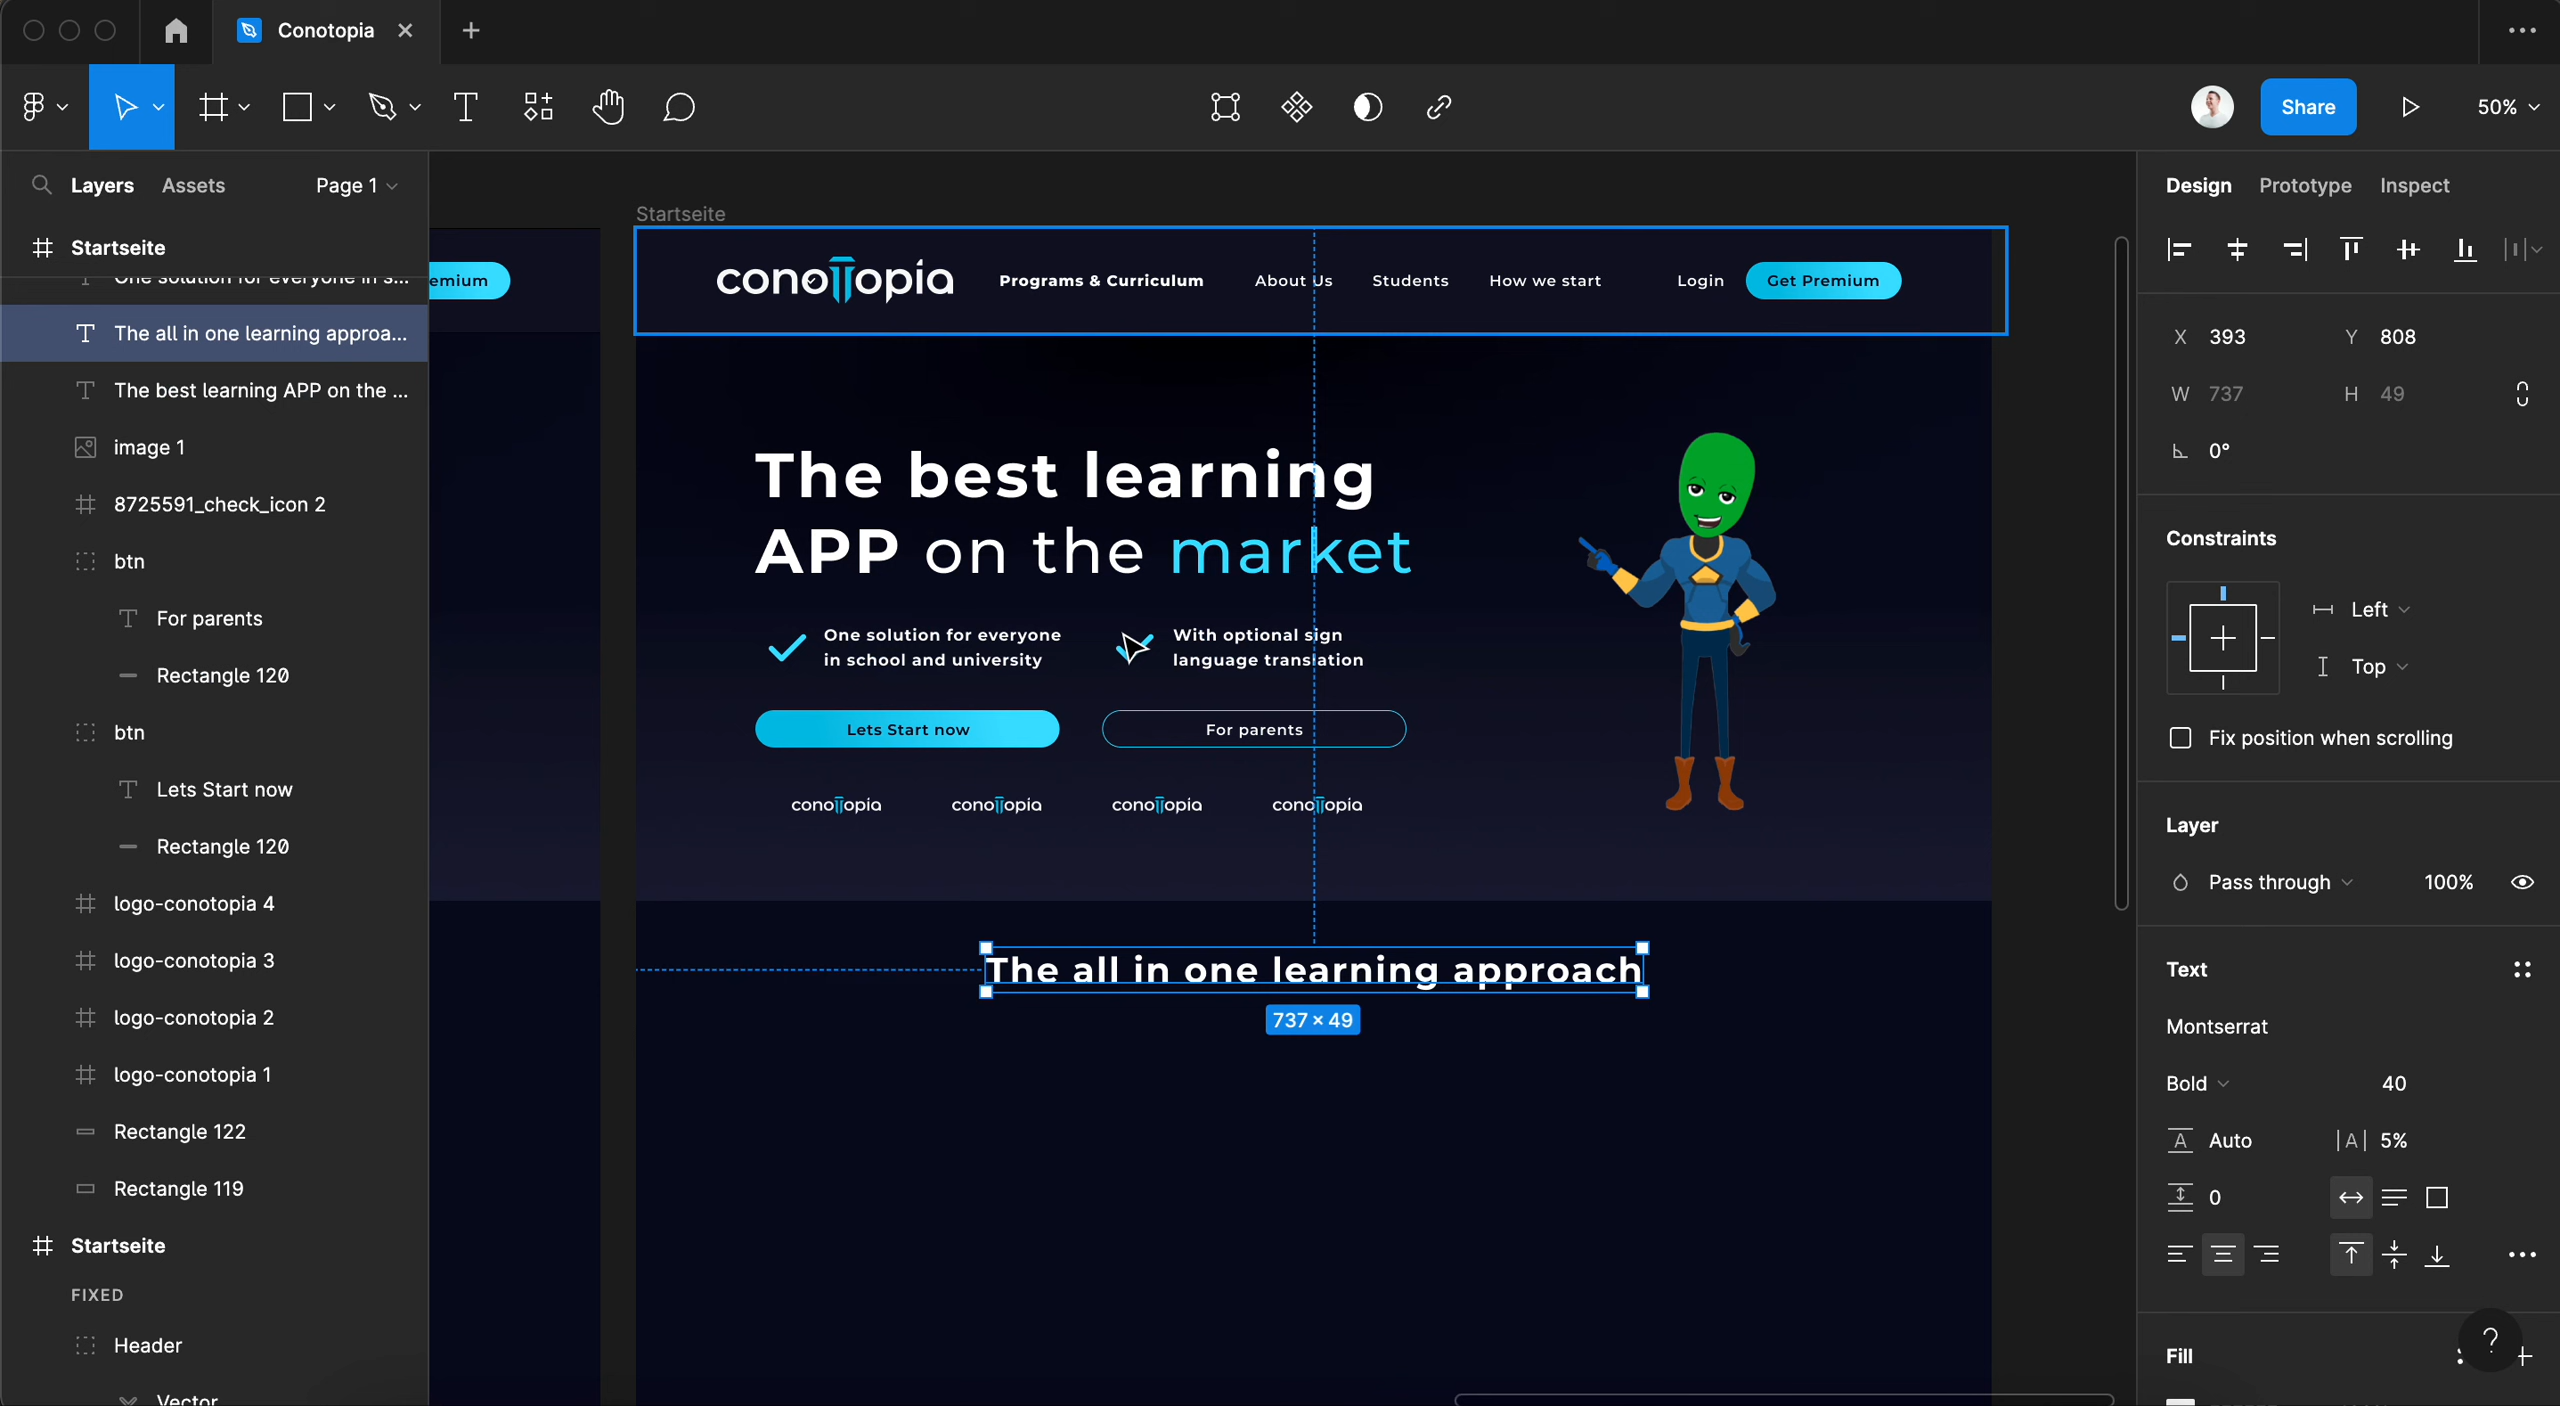 Conotopia
Share
50%
Layers
Assets
Page 1
Startseite
One solution for everyone in s...
The all in one learning approa...
The best learning APP on the ...
image 1
8725591_check_icon 2
btn
For parents
Rectangle 120
btn
Lets Start now
Rectangle 120
logo-conotopia 4
logo-conotopia 3
logo-conotopia 2
logo-conotopia 1
Rectangle 122
Rectangle 119
Startseite
FIXED
Header
Vector
emium
Startseite
conoTopia
Programs & Curriculum
About Us
Students
How we start
Login
Get Premium
The best learning
APP on the market
One solution for everyone
in school and university
With optional sign
language translation
Lets Start now
For parents
conoTopia
conoTopia
conoTopia
conoTopia
The all in one learning approach
737 × 49
Design
Prototype
Inspect
X 393
Y 808
W 737
H 49
0°
Constraints
Left
Top
Fix position when scrolling
Layer
Pass through
100%
Text
Montserrat
Bold
40
Auto
5%
0
Fill
?